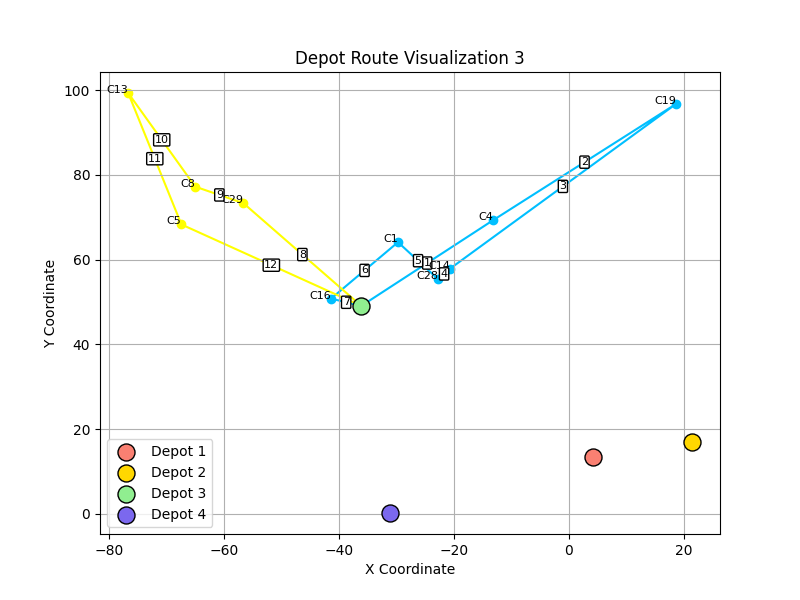 Depot Route Visualization 3
Y Coordinate
100
80
60
40
20
0
C13
C19
10
11
2
C8
3
9
C29
C5
C4
C1
8
5
1
C14
12
6
4
C28
C16
7
Depot 1
Depot 2
Depot 3
Depot 4
−80
−60
−40
−20
0
20
X Coordinate